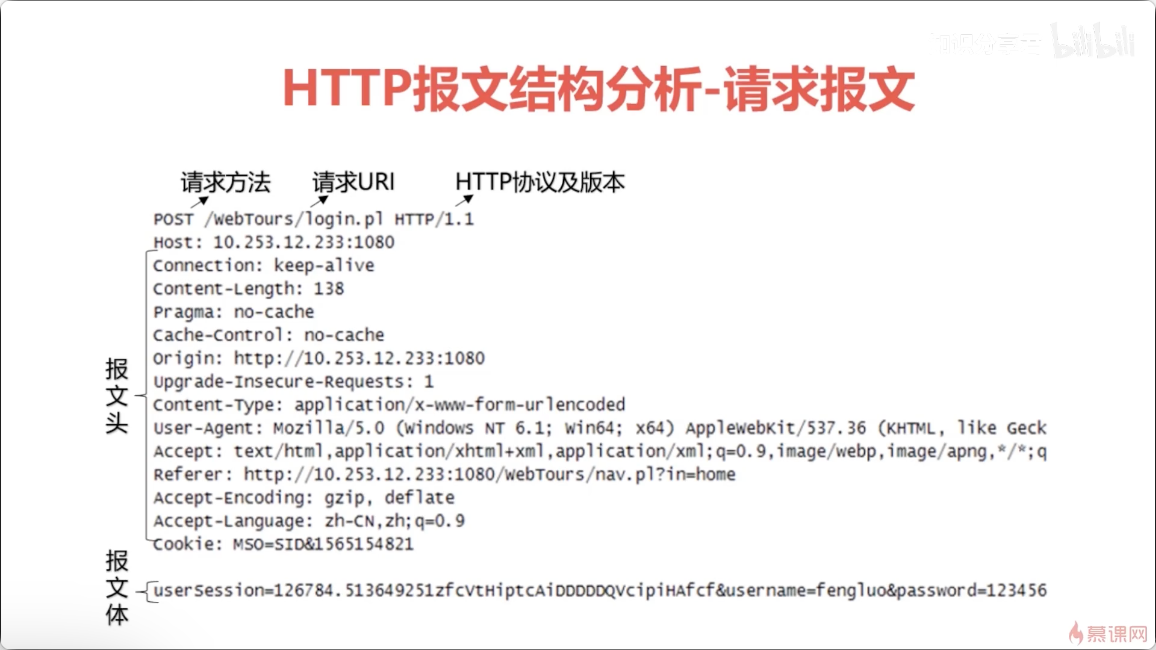 bilibili
HTTP报文结构分析-请求报文
请求方法 请求URI HTTP协议及版本
POST /WebTours/login.pl HTTP/1.1
Host: 10.253.12.233:1080
Connection: keep-alive
Content-Length: 138
Pragma: no-cache
Cache-Control: no-cache
Origin: http://10.253.12.233:1080
Upgrade-Insecure-Requests: 1
Content-Type: application/x-www-form-urlencoded
User-Agent: Mozilla/5.0 (Windows NT 6.1; Win64; x64) AppleWebKit/537.36 (KHTML, like Geck
Accept: text/html,application/xhtml+xml,application/xml;q=0.9,image/webp,image/apng,*/*;q
Referer: http://10.253.12.233:1080/WebTours/nav.pl?in=home
Accept-Encoding: gzip, deflate
Accept-Language: zh-CN,zh;q=0.9
Cookie: MSO=SID&1565154821
报文头
userSession=126784.513649251zfcVtHiptcAiDDDDDQVcipiHAfcf&username=fengluo&password=123456
报文体
慕课网